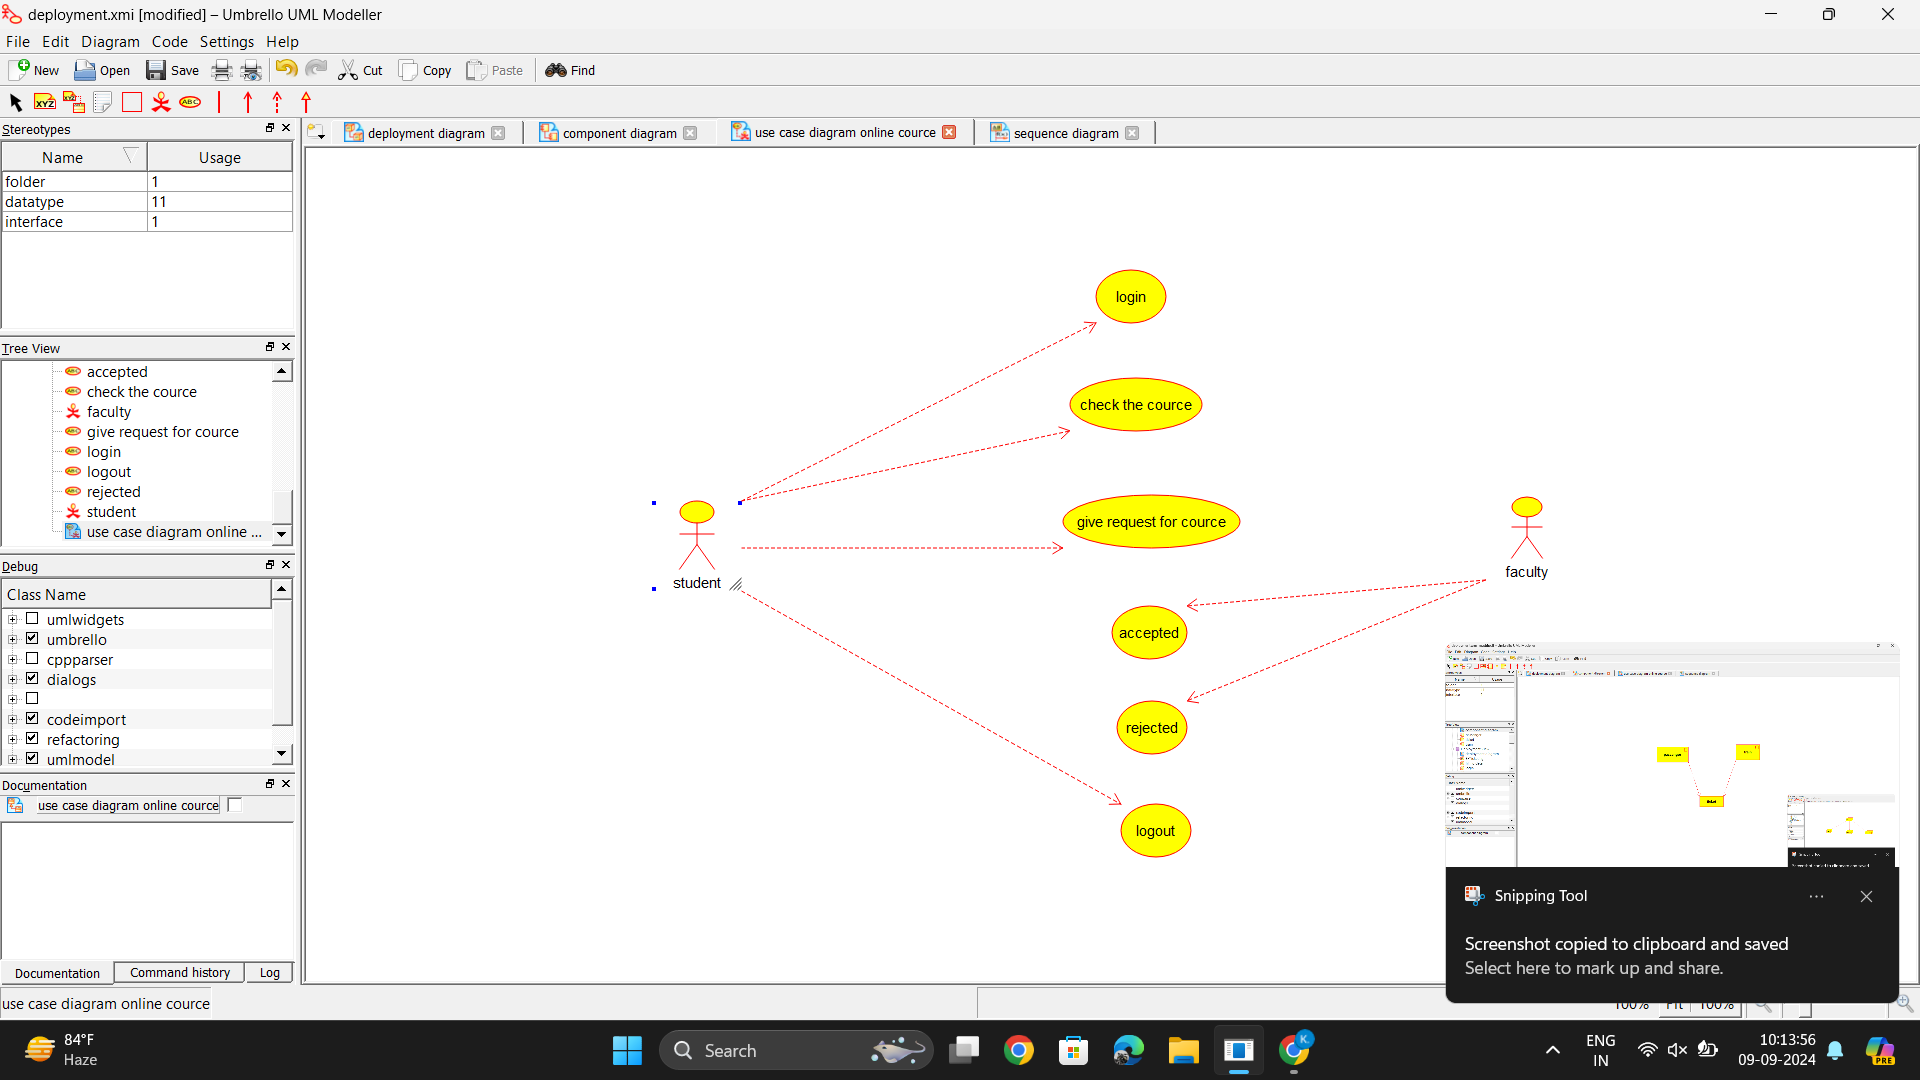 deployment.xmi [modified] – Umbrello UML Modeller
File Edit Diagram Code Settings Help
New Open Save Cut Copy Paste Find
XYZ XYZ ABC
Stereotypes
deployment diagram component diagram use case diagram online cource sequence diagram
Name Usage
folder 1
datatype 11
interface 1
Tree View
accepted
check the cource
faculty
give request for cource
login
logout
rejected
student
use case diagram online ...
Debug
Class Name
umlwidgets
umbrello
cppparser
dialogs
codeimport
refactoring
umlmodel
Documentation
use case diagram online cource
Documentation Command history Log
use case diagram online cource
login
check the cource
give request for cource
student
faculty
accepted
rejected
logout
Snipping Tool
Screenshot copied to clipboard and saved
Select here to mark up and share.
100% Fit 100%
84°F
Haze
Search
K
ENG
IN
10:13:56
09-09-2024
PRE